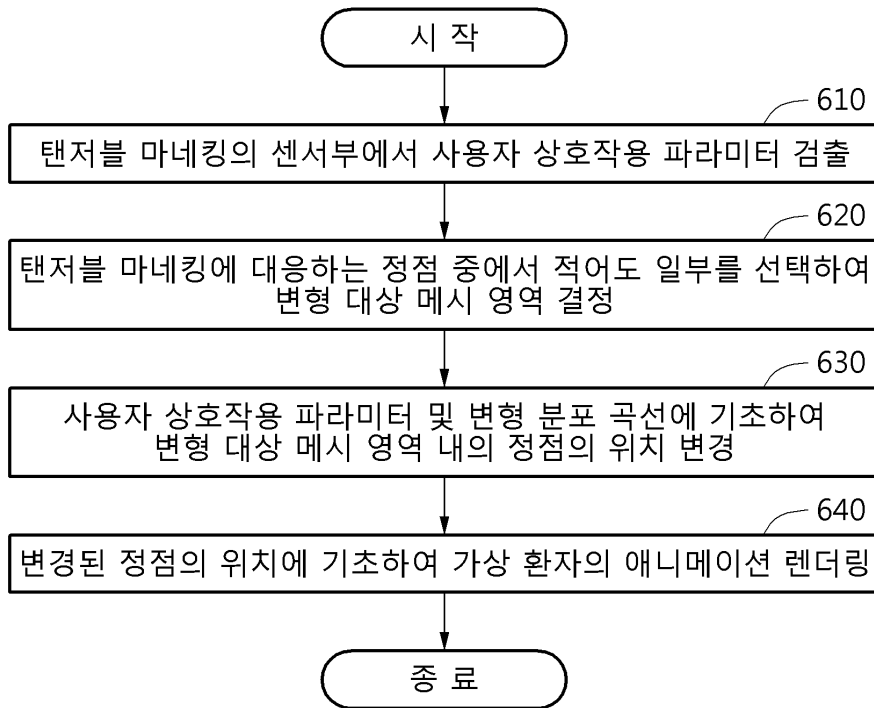 시 작
610
탠저블 마네킹의 센서부에서 사용자 상호작용 파라미터 검출
620
탠저블 마네킹에 대응하는 정점 중에서 적어도 일부를 선택하여
변형 대상 메시 영역 결정
630
사용자 상호작용 파라미터 및 변형 분포 곡선에 기초하여
변형 대상 메시 영역 내의 정점의 위치 변경
640
변경된 정점의 위치에 기초하여 가상 환자의 애니메이션 렌더링
종 료